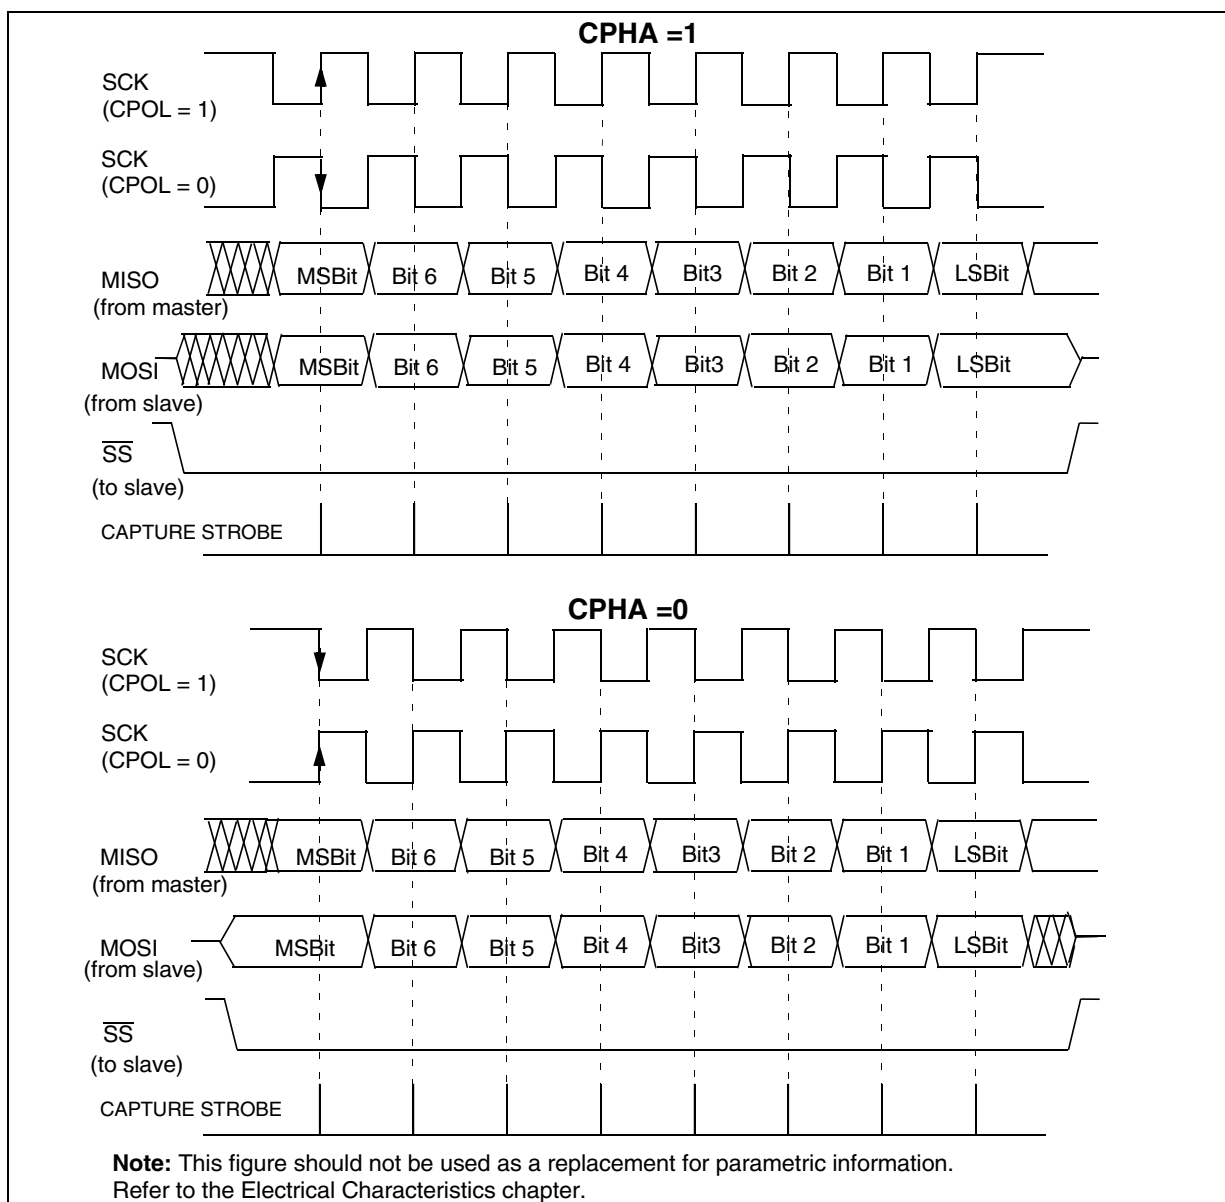 CPHA =1
SCK
(CPOL = 1)
SCK
(CPOL = 0)
MISO
(from master)
MSBit Bit 6 Bit 5 Bit 4 Bit3 Bit 2 Bit 1 LSBit
MOSI
(from slave)
MSBit Bit 6 Bit 5 Bit 4 Bit3 Bit 2 Bit 1 LSBit
SS
(to slave)
CAPTURE STROBE
CPHA =0
SCK
(CPOL = 1)
SCK
(CPOL = 0)
MISO
(from master)
MSBit Bit 6 Bit 5 Bit 4 Bit3 Bit 2 Bit 1 LSBit
MOSI
(from slave)
MSBit Bit 6 Bit 5 Bit 4 Bit3 Bit 2 Bit 1 LSBit
SS
(to slave)
CAPTURE STROBE
Note: This figure should not be used as a replacement for parametric information.
Refer to the Electrical Characteristics chapter.